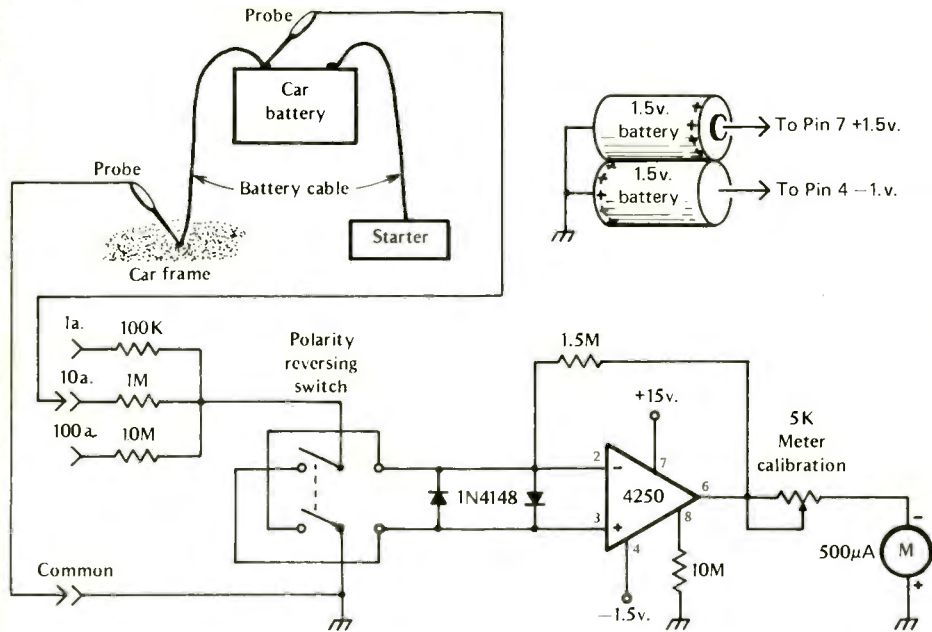 Probe
Car
battery
Probe
Battery cable
Starter
Car frame
1.5v.
battery
+
+
+
To Pin 7 +1.5v.
1.5v.
battery
+
+
+
To Pin 4 −1.v.
1a.
100K
10a.
1M
100a.
10M
Polarity
reversing
switch
1.5M
+15v.
5K
Meter
calibration
2
−
7
1N4148
4250
6
3
+
8
4
10M
−1.5v.
−
500μA
M
+
Common